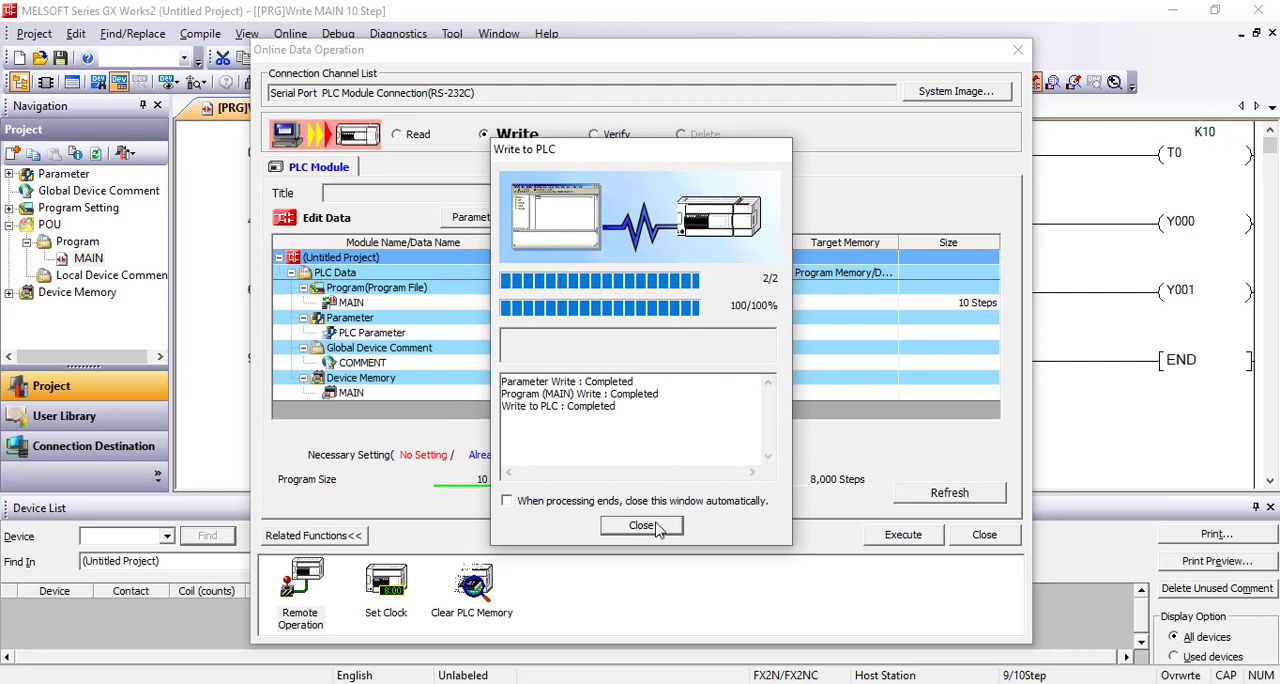 MELSOFT Series GX Works2 (Untitled Project) - [[PRG]Write MAIN 10 Step]
Project Edit Find/Replace Compile View Online Debug Diagnostics Tool Window Help
Online Data Operation
Connection Channel List
Serial Port PLC Module Connection(RS-232C)
System Image...
Navigation
[PRG]
Project
Read
Write
Verify
Delete
K10
T0
Y000
Y001
END
Parameter
Global Device Comment
Program Setting
POU
Program
MAIN
Local Device Commen
Device Memory
Project
User Library
Connection Destination
PLC Module
Title
Edit Data
Paramet
Module Name/Data Name
Target Memory
Size
(Untitled Project)
PLC Data
Program Memory/D...
Program(Program File)
MAIN
10 Steps
Parameter
PLC Parameter
Global Device Comment
COMMENT
Device Memory
MAIN
Necessary Setting( No Setting / Alrea
Program Size
10
8,000 Steps
Refresh
Related Functions<<
Execute
Close
Remote
Operation
Set Clock
Clear PLC Memory
Write to PLC
2/2
100/100%
Parameter Write : Completed
Program (MAIN) Write : Completed
Write to PLC : Completed
When processing ends, close this window automatically.
Close
Device List
Device
Find
Find In
(Untitled Project)
Device Contact Coil (counts)
Print...
Print Preview...
Delete Unused Comment
Display Option
All devices
Used devices
English Unlabeled FX2N/FX2NC Host Station 9/10Step Ovrwrte CAP NUM